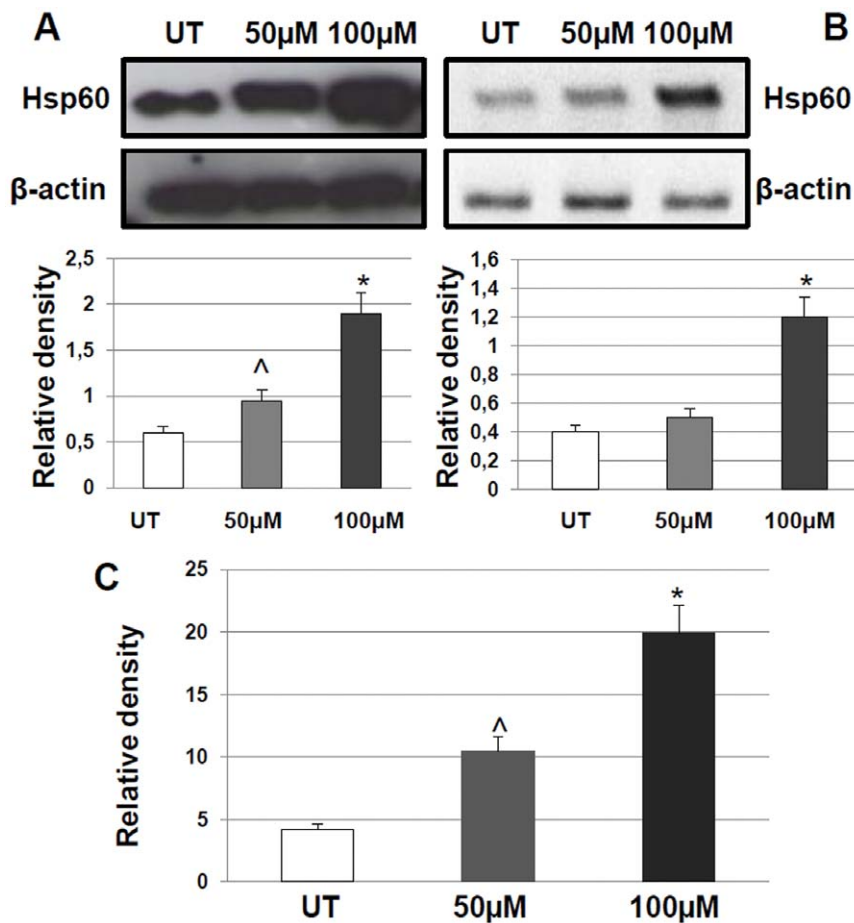 A
UT 50µM 100µM
UT 50µM 100µM
B
Hsp60
Hsp60
β-actin
β-actin
Relative density
2,5
2
1,5
1
0,5
0
*
^
UT 50µM 100µM
Relative density
1,6
1,4
1,2
1
0,8
0,6
0,4
0,2
0
*
UT 50µM 100µM
C
Relative density
25
20
15
10
5
0
*
^
UT 50µM 100µM